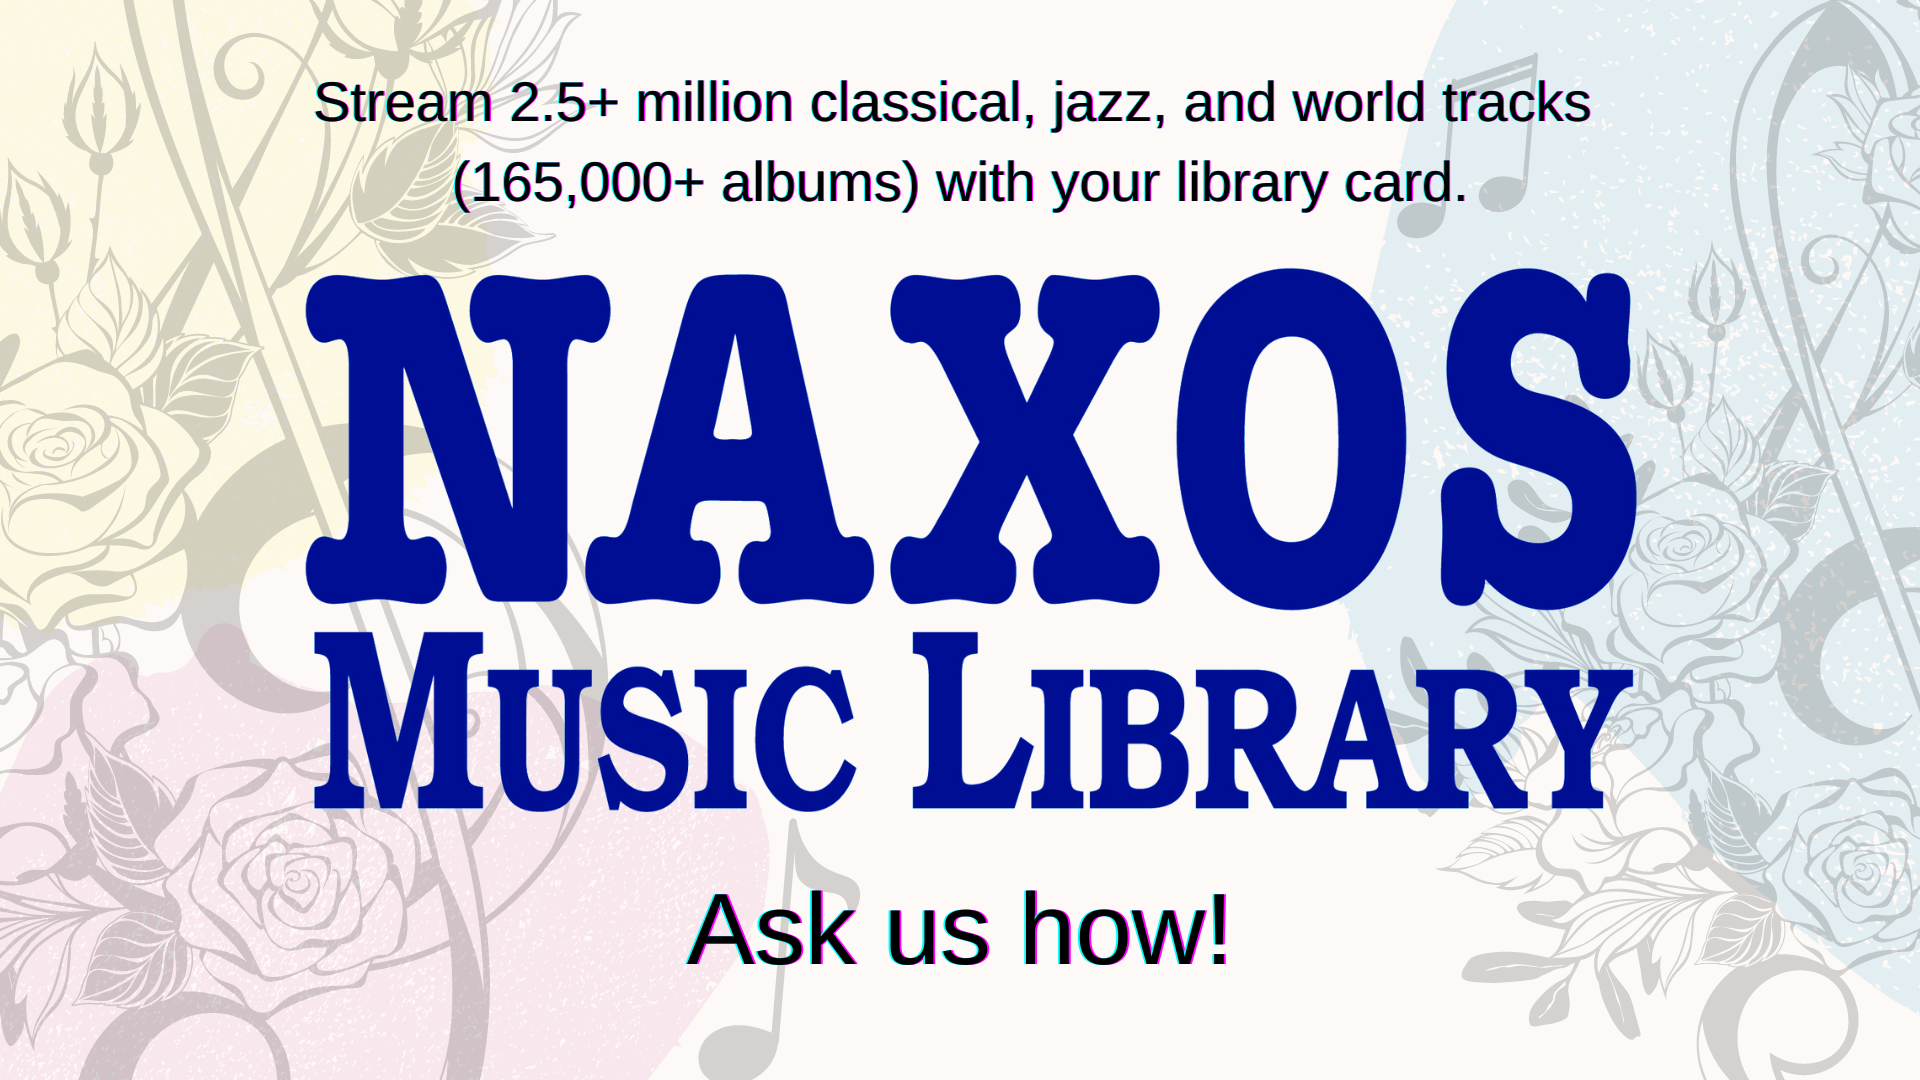 Stream 2.5+ million classical, jazz, and world tracks
(165,000+ albums) with your library card.
NAXOS
MUSIC LIBRARY
Ask us how!